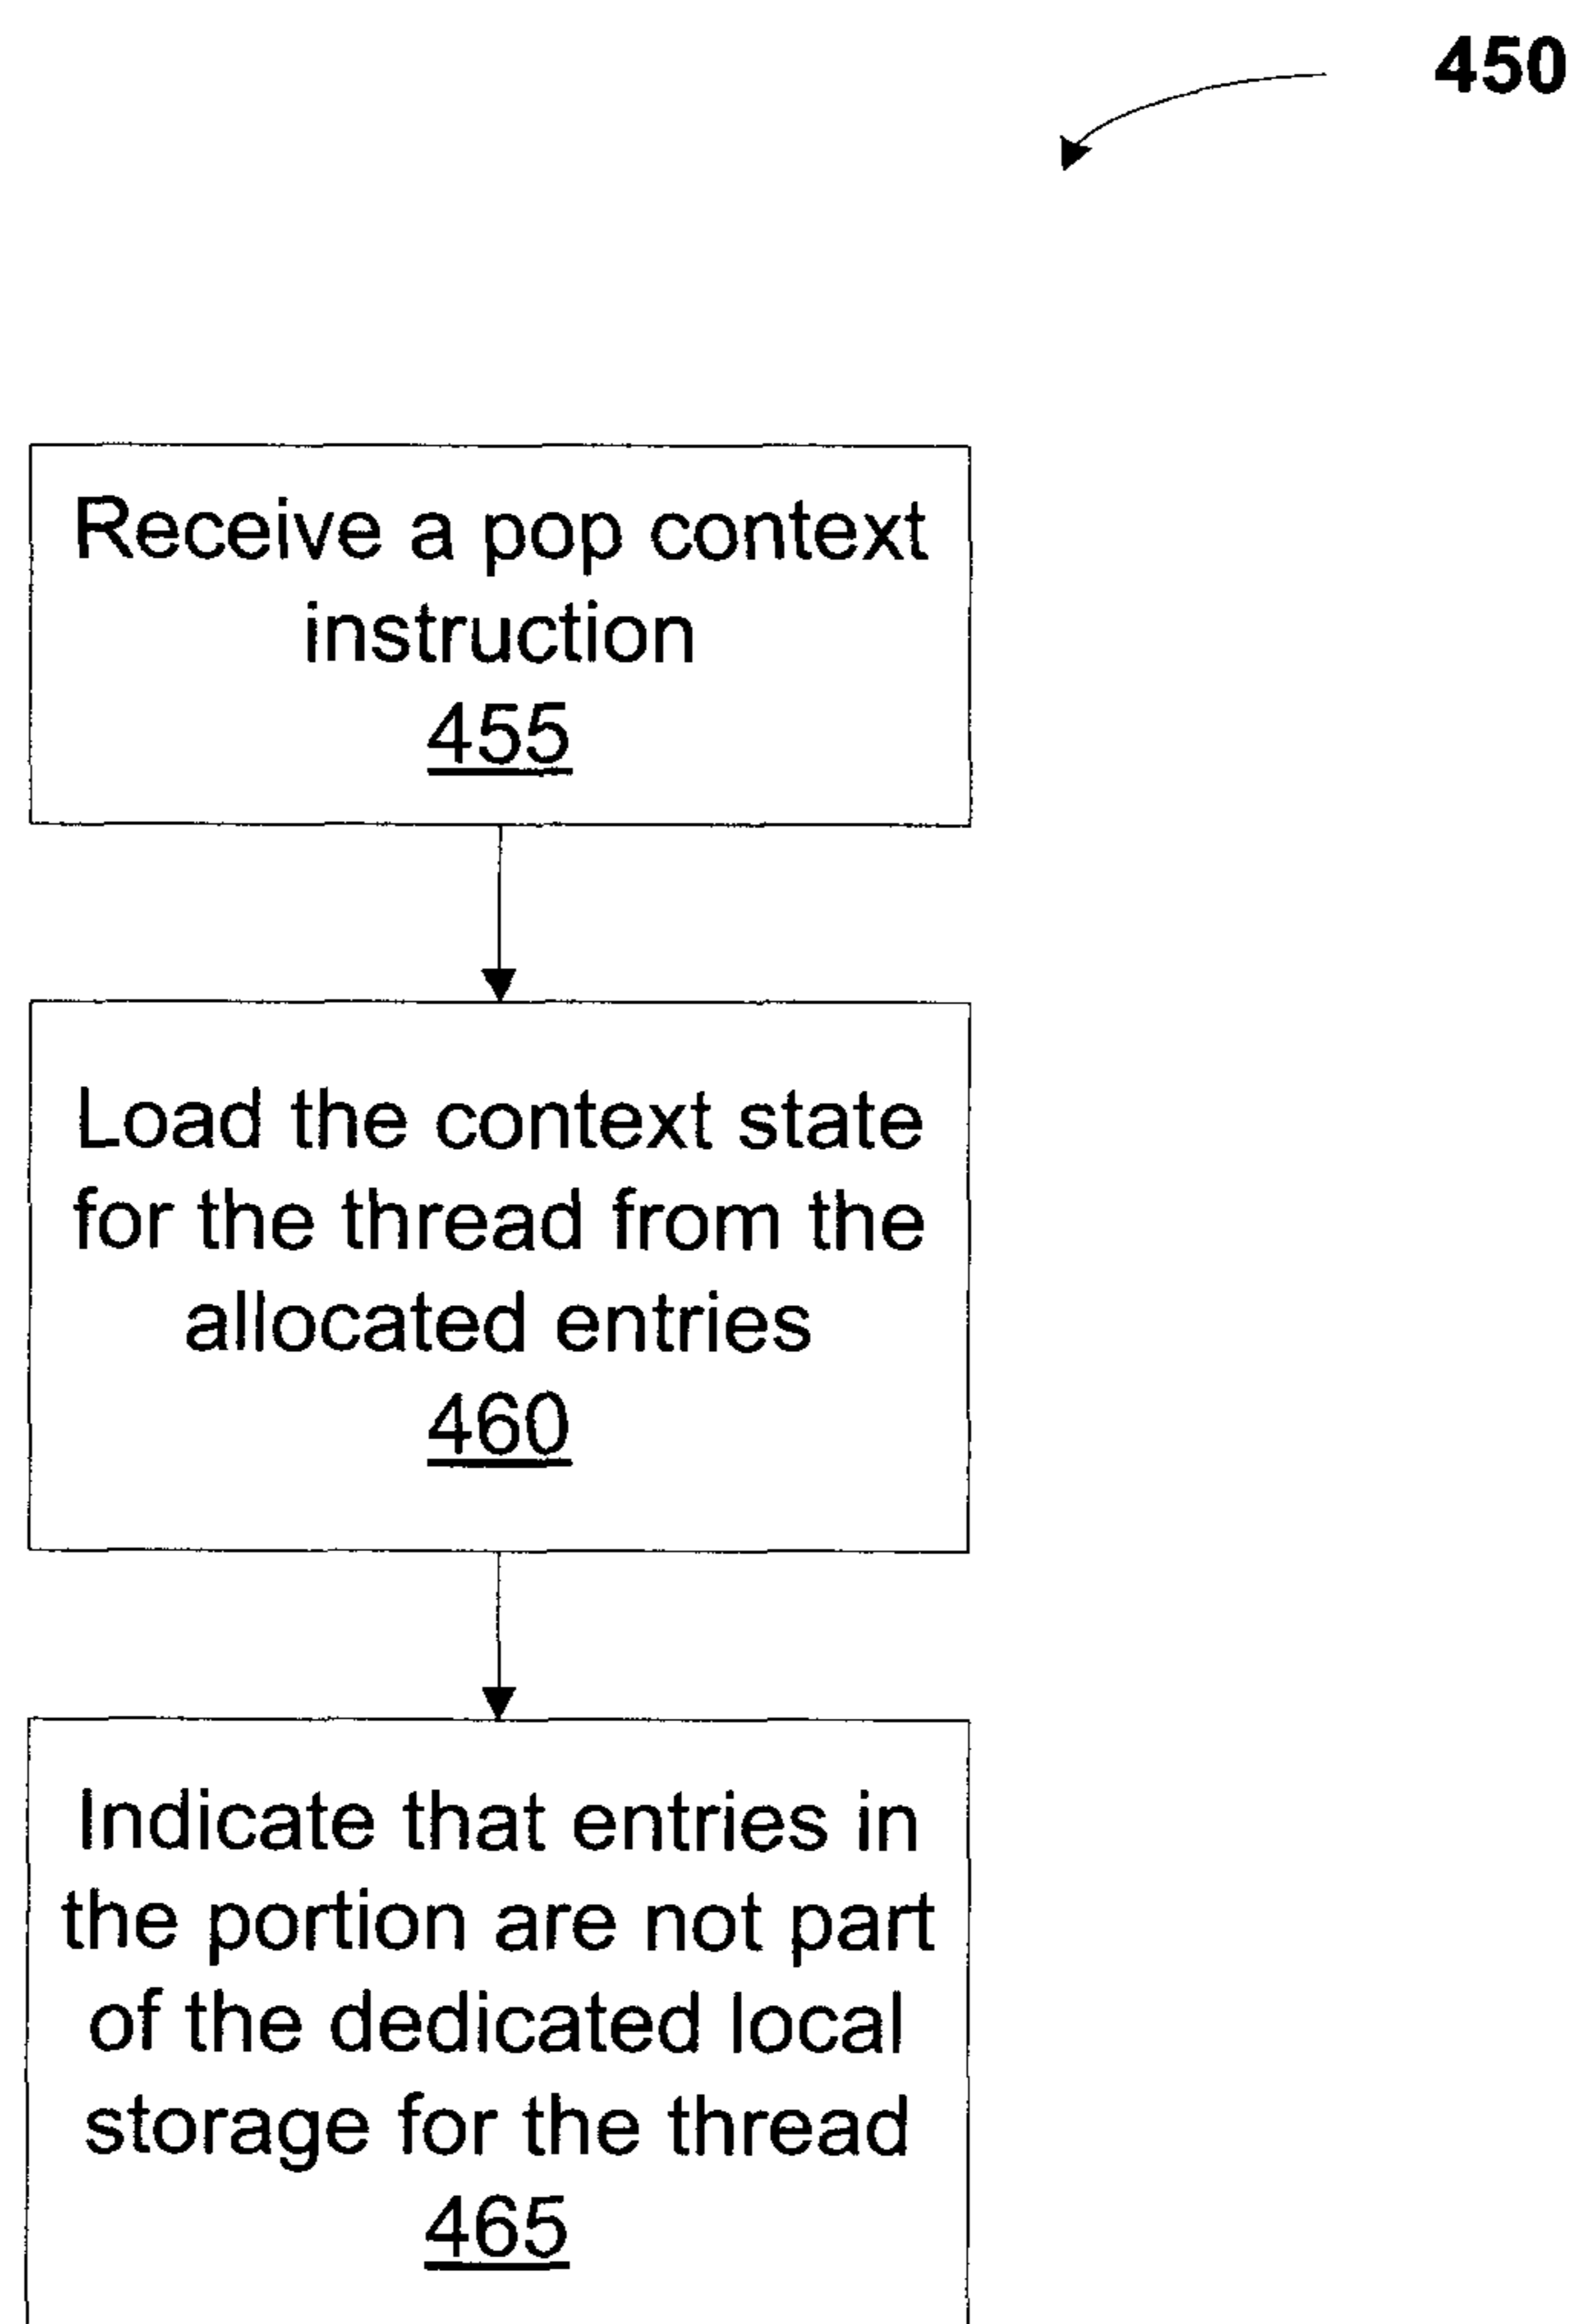 450
Receive a pop context
instruction
455
Load the context state
for the thread from the
allocated entries
460
Indicate that entries in
the portion are not part
of the dedicated local
storage for the thread
465